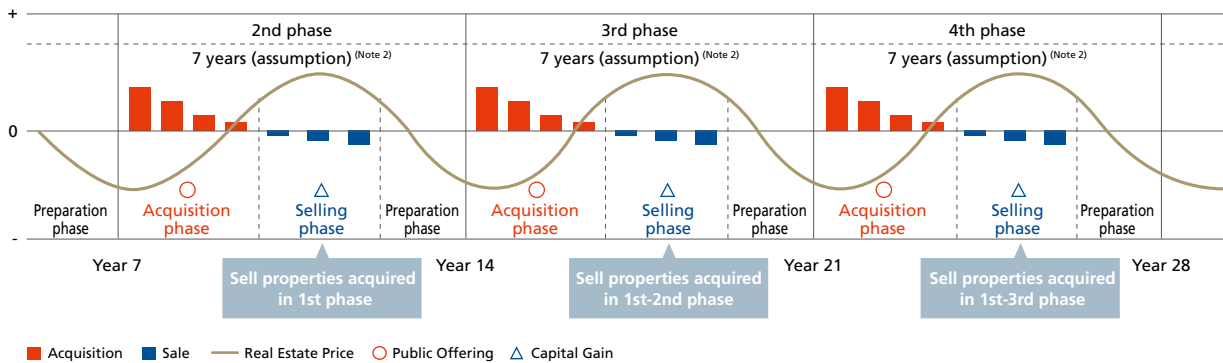 +
2nd phase
3rd phase
4th phase
7 years (assumption) (Note 2)
7 years (assumption) (Note 2)
7 years (assumption) (Note 2)
0
Preparation
phase
Acquisition
phase
Selling
phase
Preparation
phase
Acquisition
phase
Selling
phase
Preparation
phase
Acquisition
phase
Selling
phase
Preparation
phase
-
Year 7
Year 14
Year 21
Year 28
Sell properties acquired
in 1st phase
Sell properties acquired
in 1st-2nd phase
Sell properties acquired
in 1st-3rd phase
Acquisition
Sale
Real Estate Price
Public Offering
Capital Gain